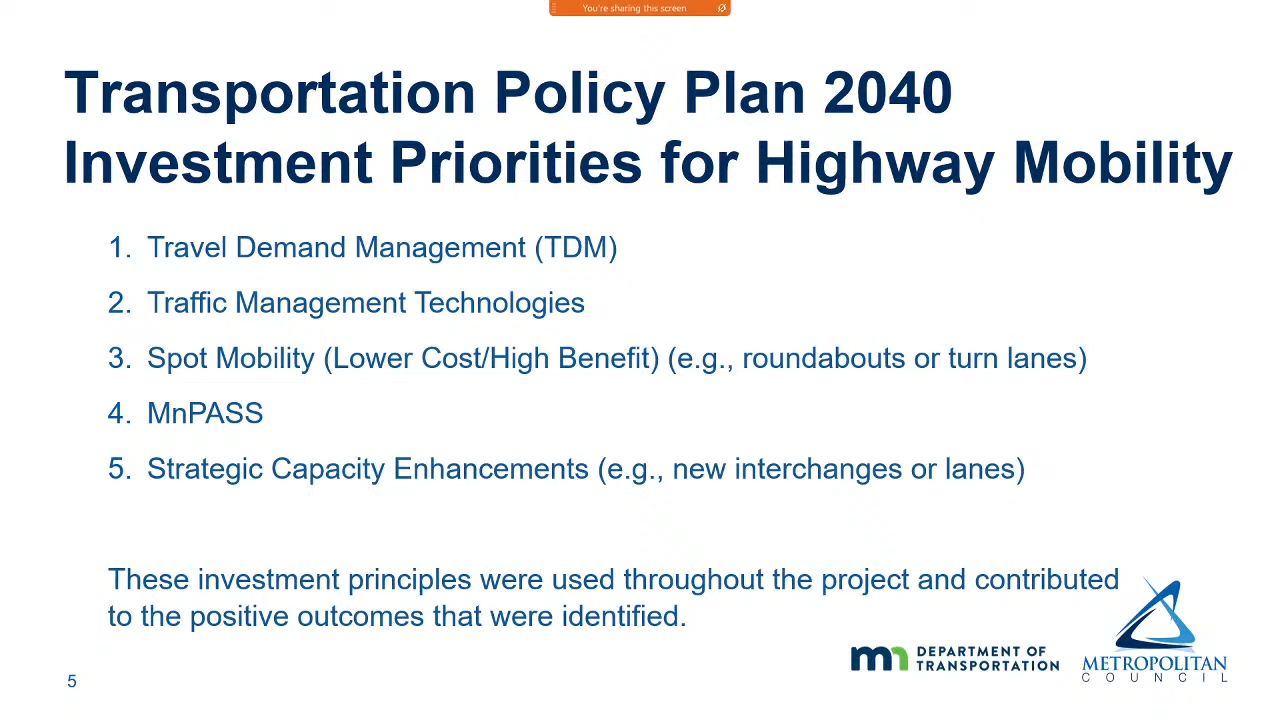 You're sharing this screen
Transportation Policy Plan 2040
Investment Priorities for Highway Mobility
1. Travel Demand Management (TDM)
2. Traffic Management Technologies
3. Spot Mobility (Lower Cost/High Benefit) (e.g., roundabouts or turn lanes)
4. MnPASS
5. Strategic Capacity Enhancements (e.g., new interchanges or lanes)
These investment principles were used throughout the project and contributed
to the positive outcomes that were identified.
mn DEPARTMENT OF
TRANSPORTATION
METROPOLITAN
COUNCIL
5